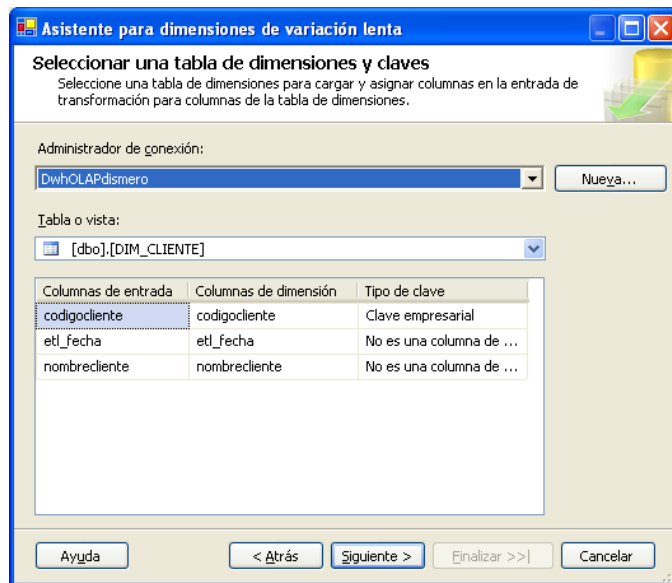 Asistente para dimensiones de variación lenta
Seleccionar una tabla de dimensiones y claves
Seleccione una tabla de dimensiones para cargar y asignar columnas en la entrada de
transformación para columnas de la tabla de dimensiones.
Administrador de conexión:
DwhOLAPdismero
Nueva...
Tabla o vista:
[dbo].[DIM_CLIENTE]
Columnas de entrada Columnas de dimensión Tipo de clave
codigocliente codigocliente Clave empresarial
etl_fecha etl_fecha No es una columna de ...
nombrecliente nombrecliente No es una columna de ...
Ayuda < Atrás Siguiente > Finalizar >>| Cancelar